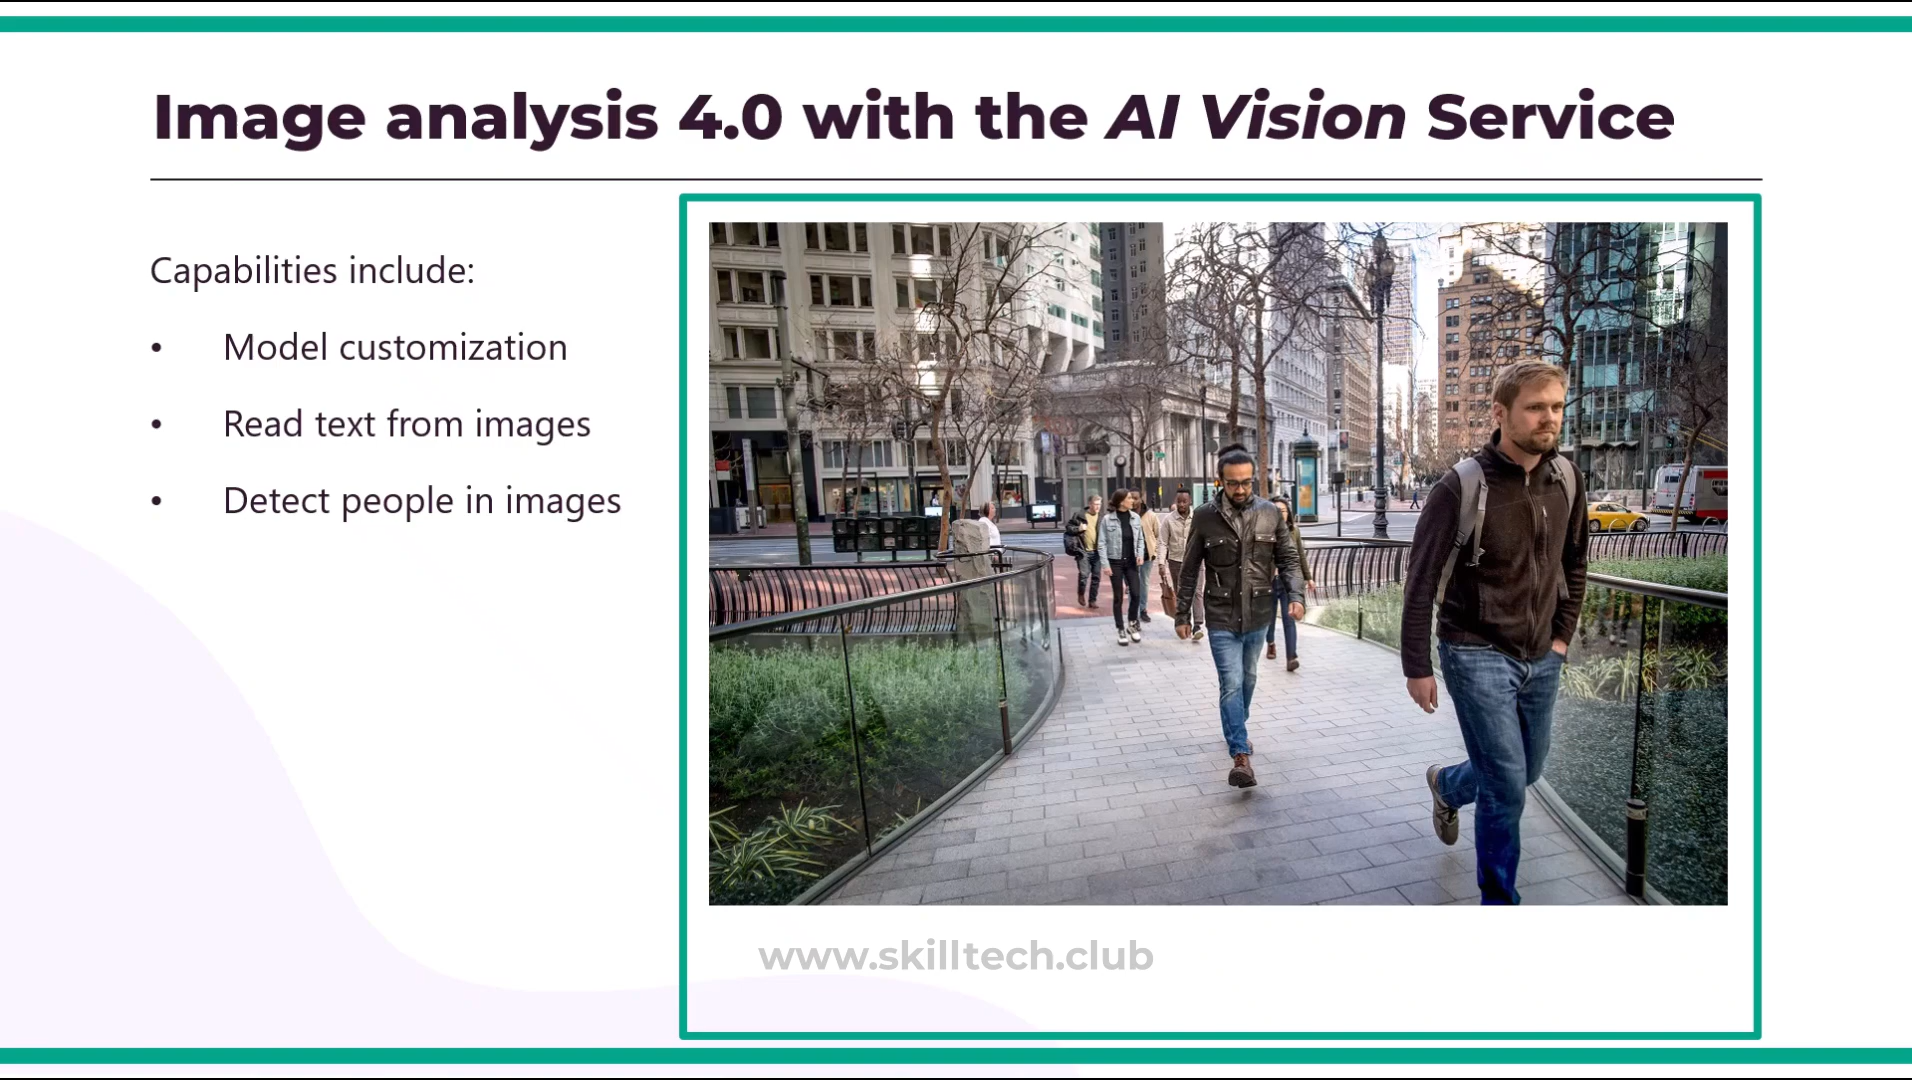 Image analysis 4.0 with the AI Vision Service
Capabilities include:
• Model customization
• Read text from images
• Detect people in images
www.skilltech.club